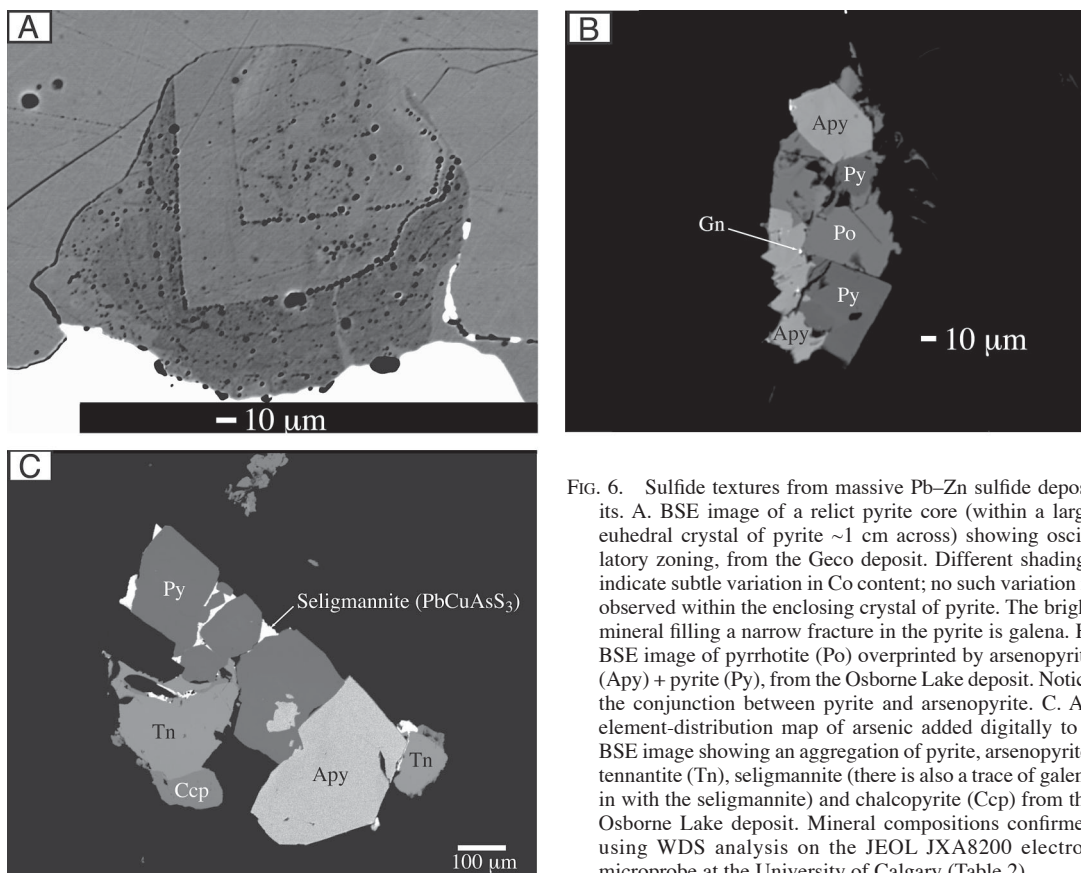 A
10 µm
B
Apy
Py
Gn
Po
Py
Apy
10 µm
C
Py
Seligmannite (PbCuAsS₃)
Tn
Ccp
Apy
Tn
100 µm
FIG. 6. Sulfide textures from massive Pb–Zn sulfide depos
its. A. BSE image of a relict pyrite core (within a larg
euhedral crystal of pyrite ~1 cm across) showing osci
latory zoning, from the Geco deposit. Different shading
indicate subtle variation in Co content; no such variation
observed within the enclosing crystal of pyrite. The brigh
mineral filling a narrow fracture in the pyrite is galena. B
BSE image of pyrrhotite (Po) overprinted by arsenopyrit
(Apy) + pyrite (Py), from the Osborne Lake deposit. Notic
the conjunction between pyrite and arsenopyrite. C. A
element-distribution map of arsenic added digitally to
BSE image showing an aggregation of pyrite, arsenopyrit
tennantite (Tn), seligmannite (there is also a trace of galen
in with the seligmannite) and chalcopyrite (Ccp) from th
Osborne Lake deposit. Mineral compositions confirme
using WDS analysis on the JEOL JXA8200 electro
microprobe at the University of Calgary (Table 2).